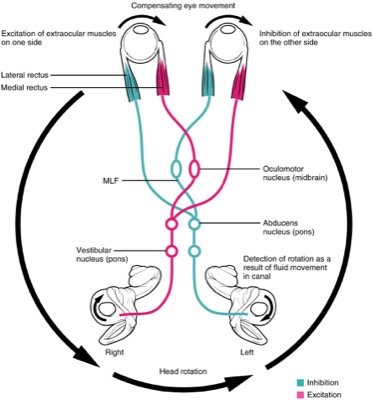 Compensating eye movement
Excitation of extraocular muscles
on one side
Inhibition of extraocular muscles
on the other side
Lateral rectus
Medial rectus
MLF
Oculomotor
nucleus (midbrain)
Abducens
nucleus (pons)
Vestibular
nucleus (pons)
Detection of rotation as a
result of fluid movement
in canal
Right
Left
Head rotation
Inhibition
Excitation